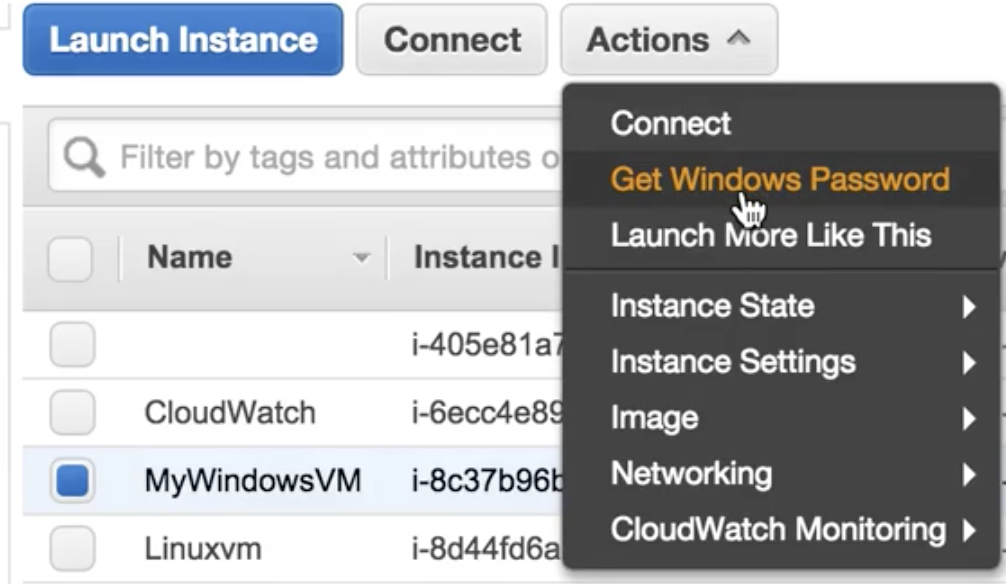 Launch Instance Connect Actions
Connect
Filter by tags and attributes o
Get Windows Password
Launch More Like This
Name Instance I
Instance State
i-405e81a7
Instance Settings
CloudWatch i-6ecc4e89
Image
MyWindowsVM i-8c37b96b
Networking
Linuxvm i-8d44fd6a
CloudWatch Monitoring